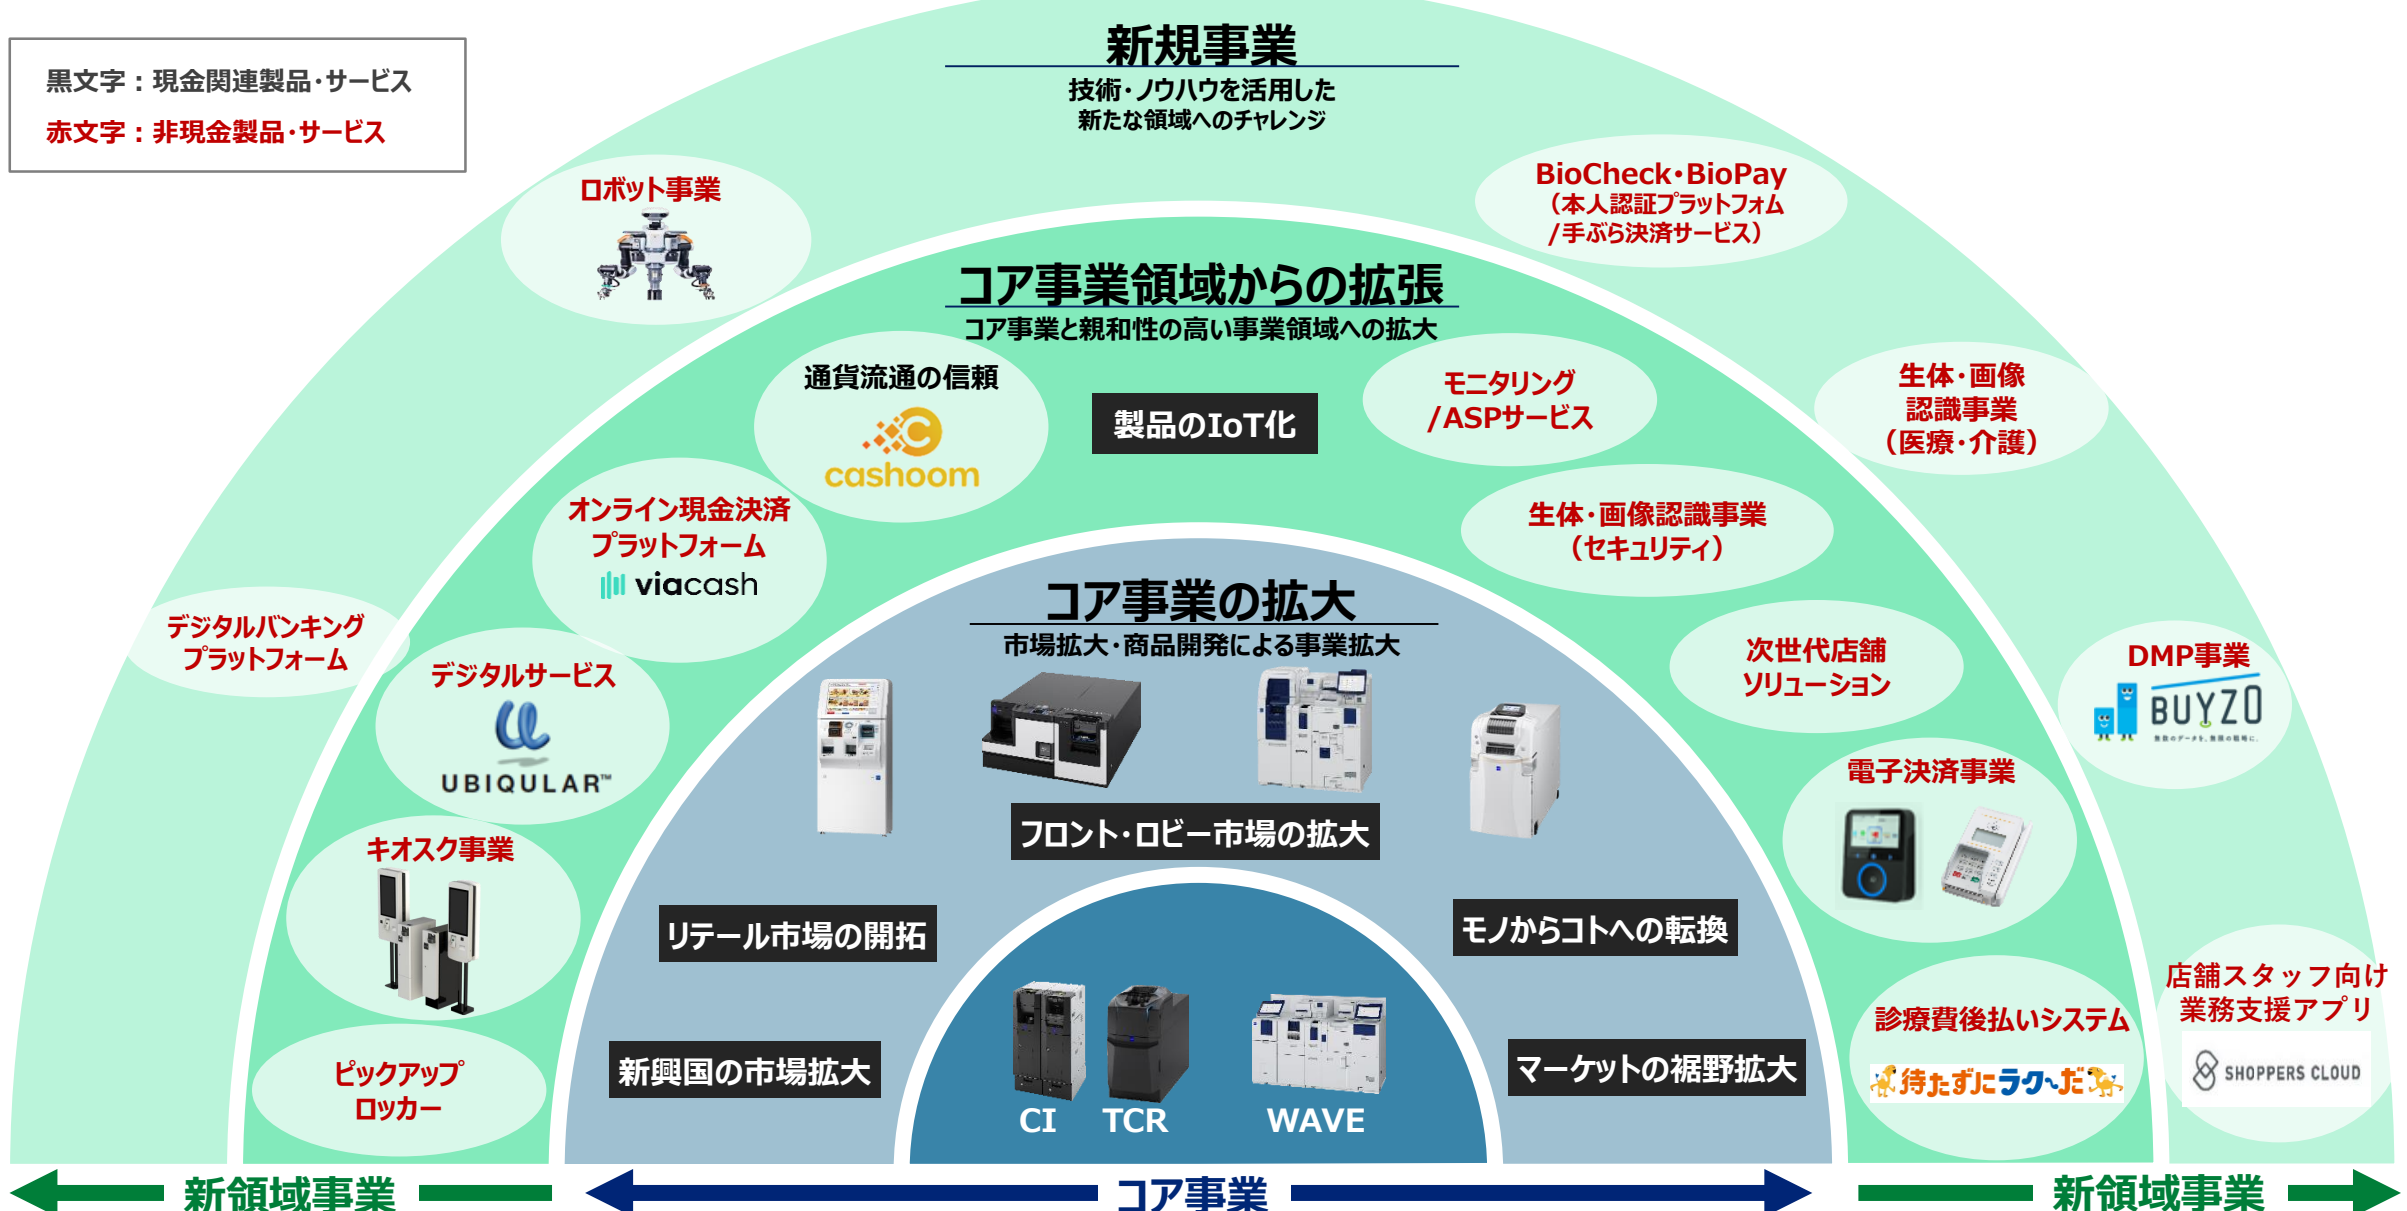 黒文字：現金関連製品・サービス
赤文字：非現金製品・サービス
新規事業
技術・ノウハウを活用した
新たな領域へのチャレンジ
ロボット事業
BioCheck・BioPay
（本人認証プラットフォム
/手ぶら決済サービス）
コア事業領域からの拡張
コア事業と親和性の高い事業領域への拡大
通貨流通の信頼
cashoom
製品のIoT化
モニタリング
/ASPサービス
生体・画像
認識事業
（医療・介護）
オンライン現金決済
プラットフォーム
viacash
生体・画像認識事業
（セキュリティ）
コア事業の拡大
市場拡大・商品開発による事業拡大
デジタルバンキング
プラットフォーム
デジタルサービス
UBIQULAR™
次世代店舗
ソリューション
DMP事業
BUYZO
無数のデータを、無限の戦略に。
フロント・ロビー市場の拡大
電子決済事業
キオスク事業
リテール市場の開拓
モノからコトへの転換
店舗スタッフ向け
業務支援アプリ
SHOPPERS CLOUD
診療費後払いシステム
待たずにラク～だ
ピックアップ
ロッカー
新興国の市場拡大
マーケットの裾野拡大
CI
TCR
WAVE
新領域事業
コア事業
新領域事業